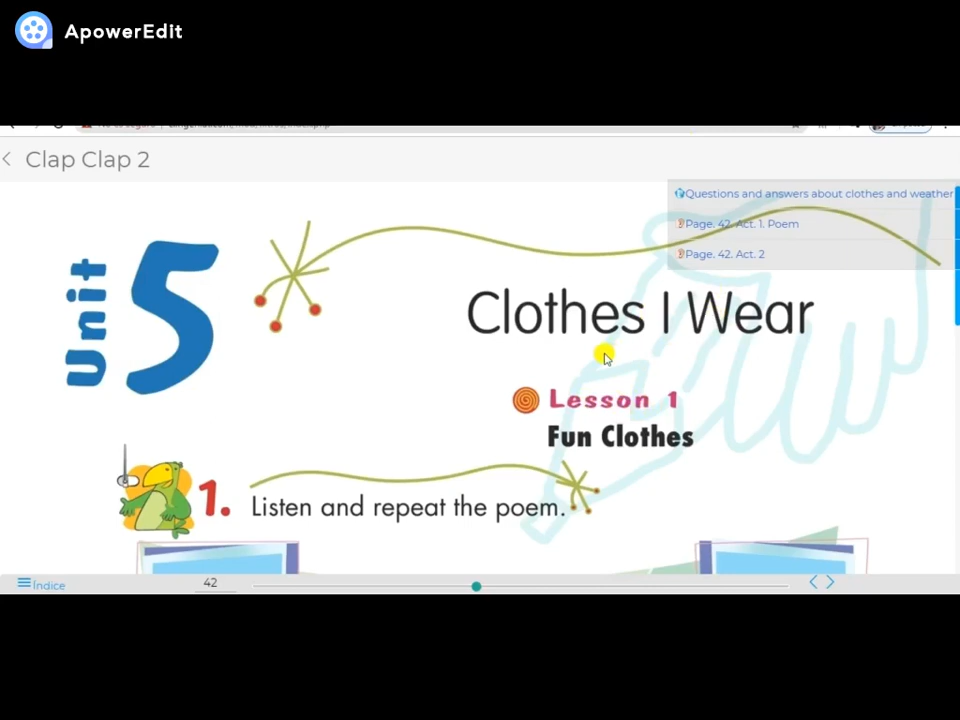 ApowerEdit
Clap Clap 2
Questions and answers about clothes and weather
Page. 42. Act. 1. Poem
Page. 42. Act. 2
Unit 5
Clothes I Wear
Lesson 1
Fun Clothes
1. Listen and repeat the poem.
Índice
42